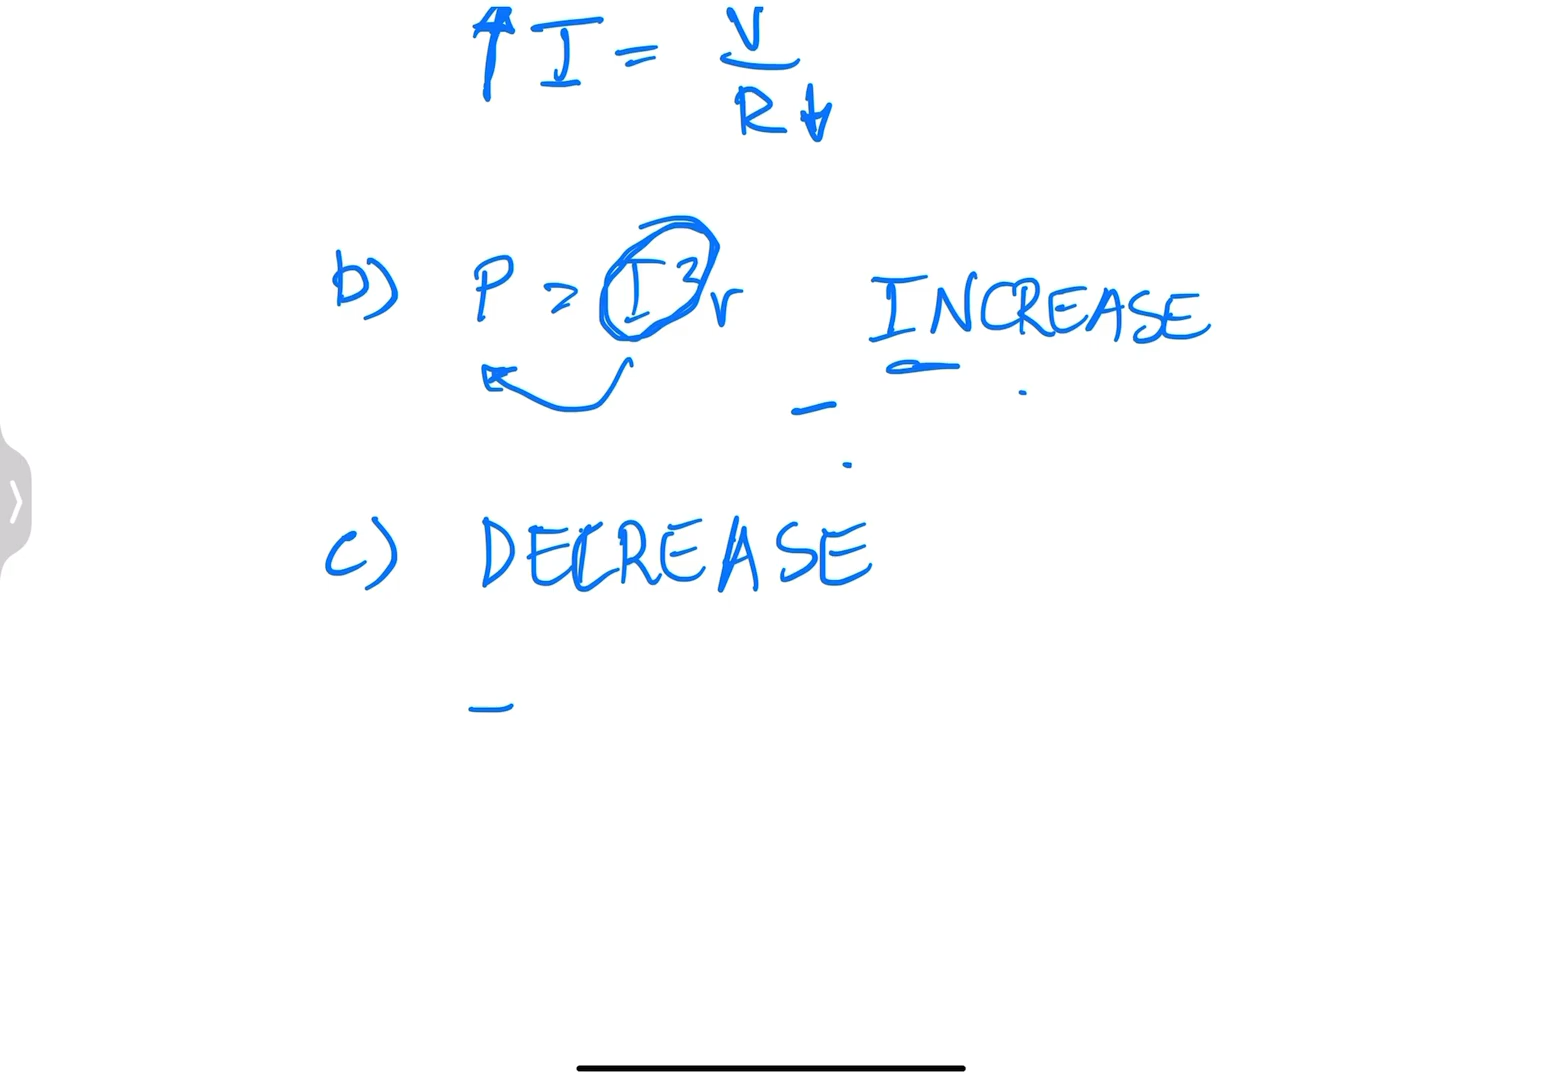 ↑ I = V
R ↓
b) P = I²r INCREASE
c) DECREASE